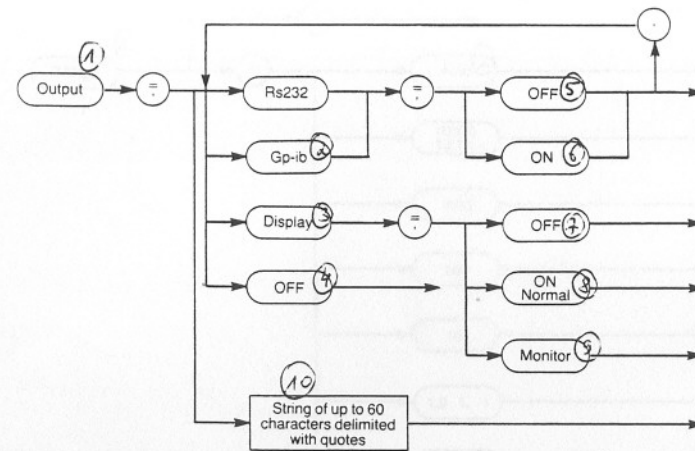 1
Output
=,
Rs232
=,
OFF 5
.
Gp-ib 2
ON 6
Display 3
=,
OFF 7
OFF 4
ON
Normal 8
Monitor 9
10
String of up to 60
characters delimited
with quotes